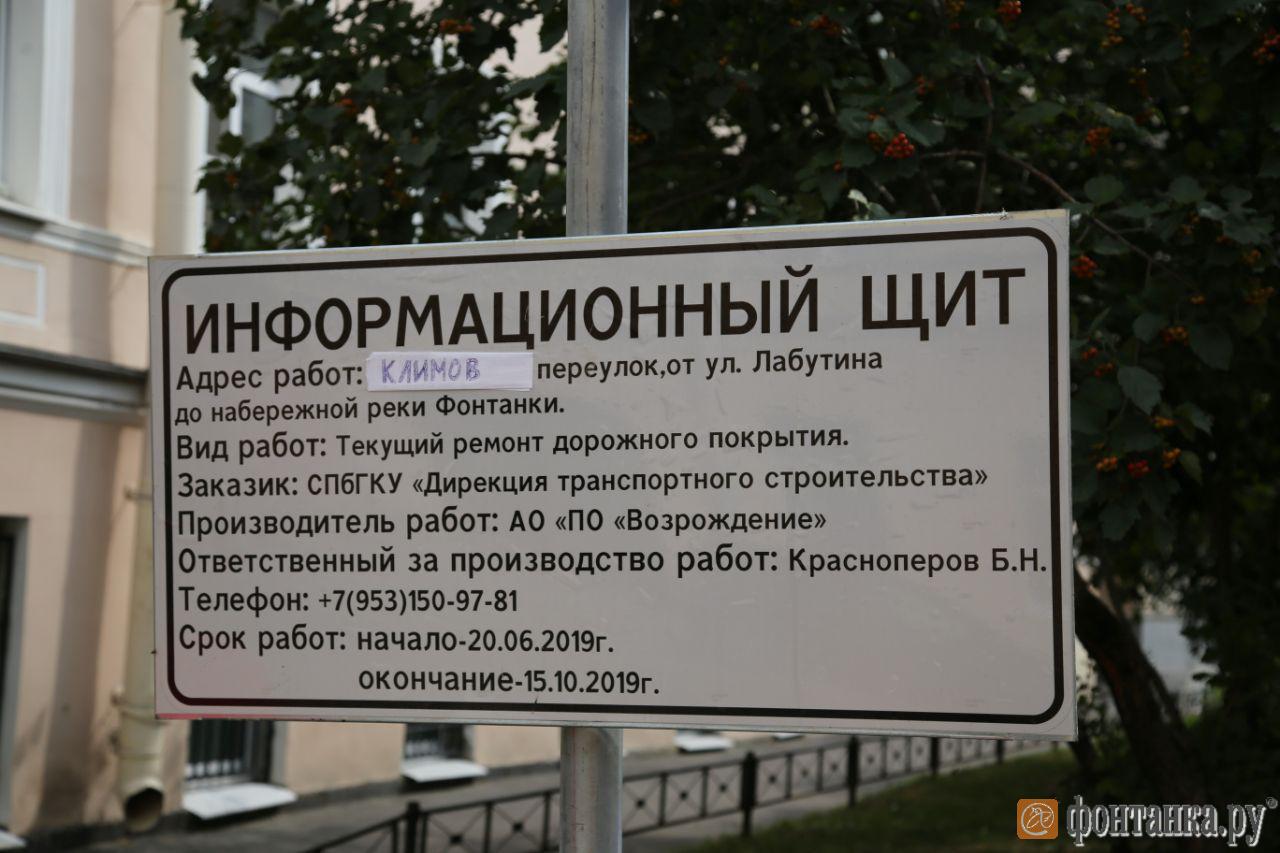 ИНФОРМАЦИОННЫЙ ЩИТ
Адрес работ: КЛИМОВ переулок,от ул. Лабутина
до набережной реки Фонтанки.
Вид работ: Текущий ремонт дорожного покрытия.
Заказик: СПбГКУ «Дирекция транспортного строительства»
Производитель работ: АО «ПО «Возрождение»
Ответственный за производство работ: Красноперов Б.Н.
Телефон: +7(953)150-97-81
Срок работ: начало-20.06.2019г.
окончание-15.10.2019г.
фонтанка.ру